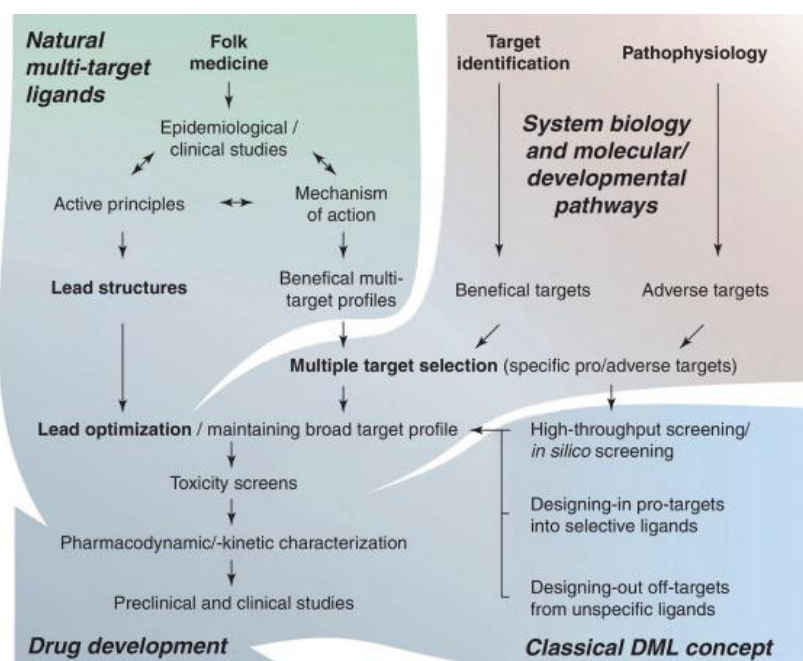 Natural
multi-target
ligands
Folk
medicine
Epidemiological /
clinical studies
Active principles
Mechanism
of action
Lead structures
Benefical multi-
target profiles
Target
identification
Pathophysiology
System biology
and molecular/
developmental
pathways
Benefical targets
Adverse targets
Multiple target selection (specific pro/adverse targets)
Lead optimization / maintaining broad target profile
Toxicity screens
Pharmacodynamic/-kinetic characterization
Preclinical and clinical studies
Drug development
High-throughput screening/
in silico screening
Designing-in pro-targets
into selective ligands
Designing-out off-targets
from unspecific ligands
Classical DML concept